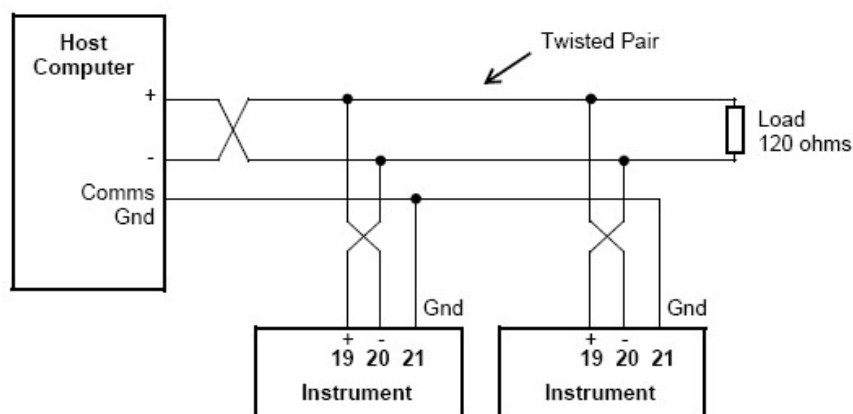 Host
Computer
Twisted Pair
+
-
Load
120 ohms
Comms
Gnd
Gnd
Gnd
+ -
19 20 21
+ -
19 20 21
Instrument
Instrument